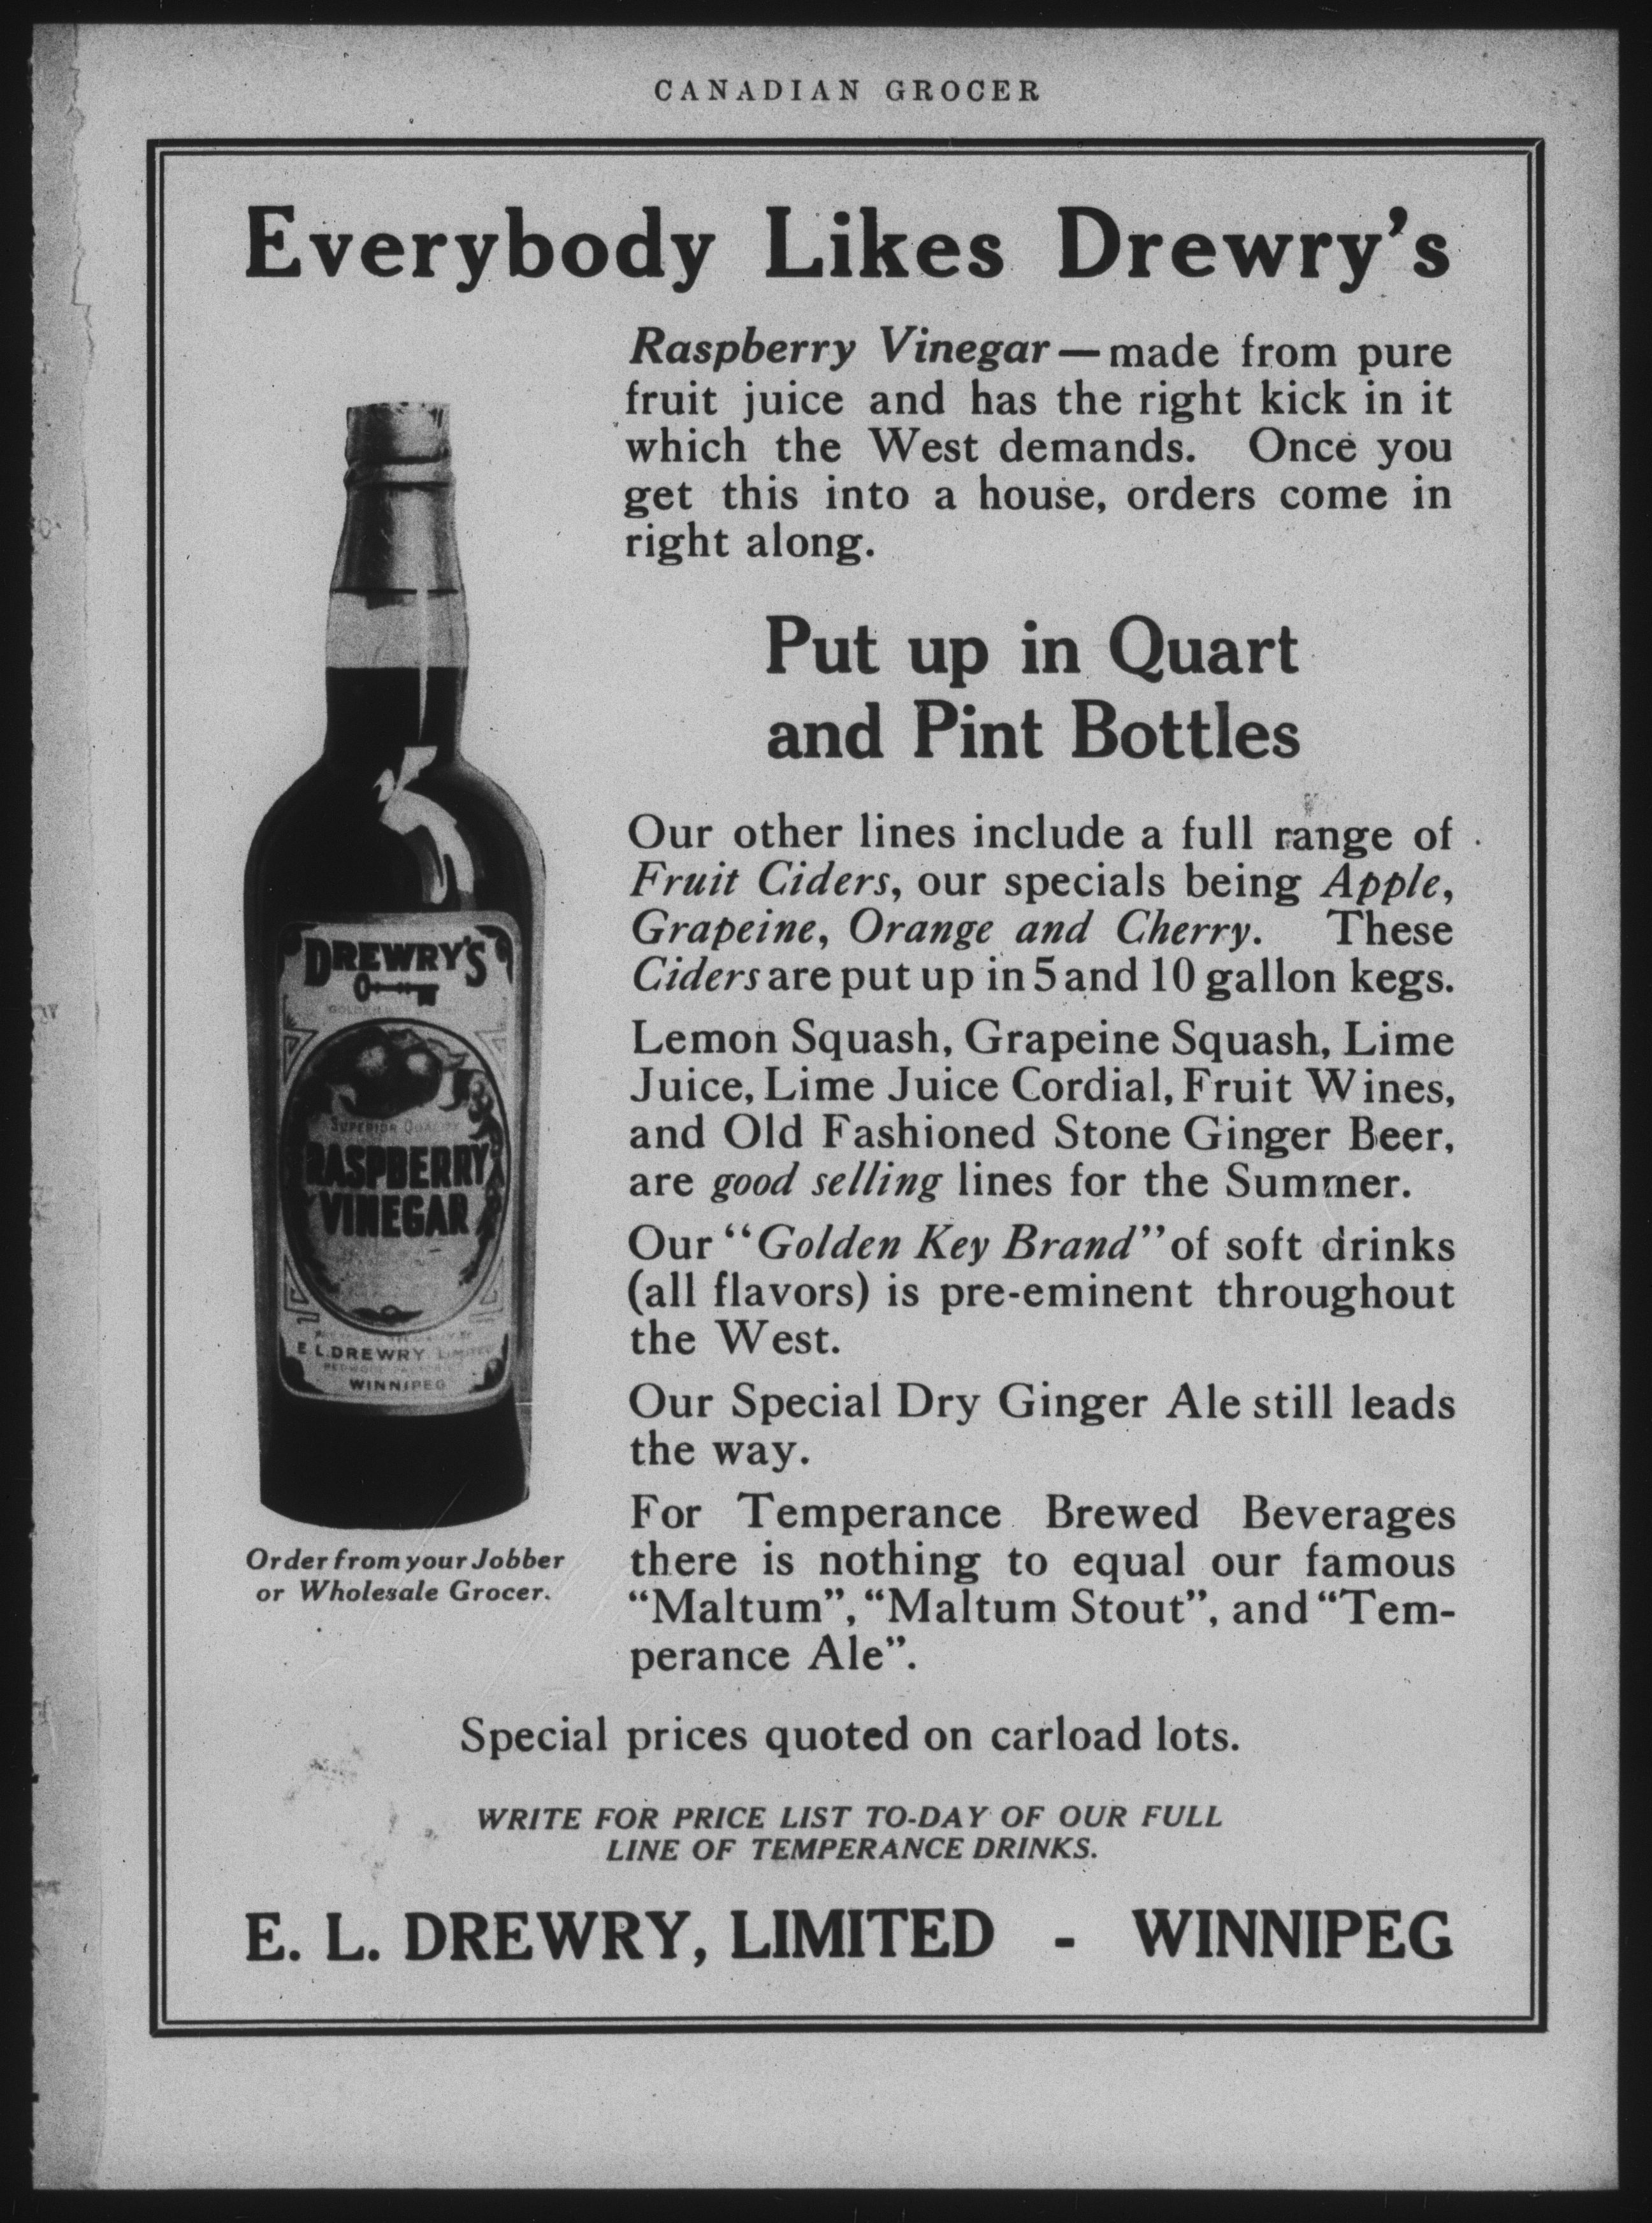 CANADIAN GROCER
Everybody Likes Drewry's
Raspberry Vinegar—made from pure
fruit juice and has the right kick in it
which the West demands. Once you
get this into a house, orders come in
right along.
Put up in Quart
and Pint Bottles
Our other lines include a full range of
Fruit Ciders, our specials being Apple,
Grapeine, Orange and Cherry. These
Ciders are put up in 5 and 10 gallon kegs.
Lemon Squash, Grapeine Squash, Lime
Juice, Lime Juice Cordial, Fruit Wines,
and Old Fashioned Stone Ginger Beer,
are good selling lines for the Summer.
Our "Golden Key Brand" of soft drinks
(all flavors) is pre-eminent throughout
the West.
Our Special Dry Ginger Ale still leads
the way.
For Temperance Brewed Beverages
there is nothing to equal our famous
"Maltum", "Maltum Stout", and "Tem-
perance Ale".
DREWRY'S
GOLDEN
SUPERIOR QUALITY
RASPBERRY
VINEGAR
E. L. DREWRY, LIMITED
WINNIPEG
Order from your Jobber
or Wholesale Grocer.
Special prices quoted on carload lots.
WRITE FOR PRICE LIST TO-DAY OF OUR FULL
LINE OF TEMPERANCE DRINKS.
E. L. DREWRY, LIMITED - WINNIPEG